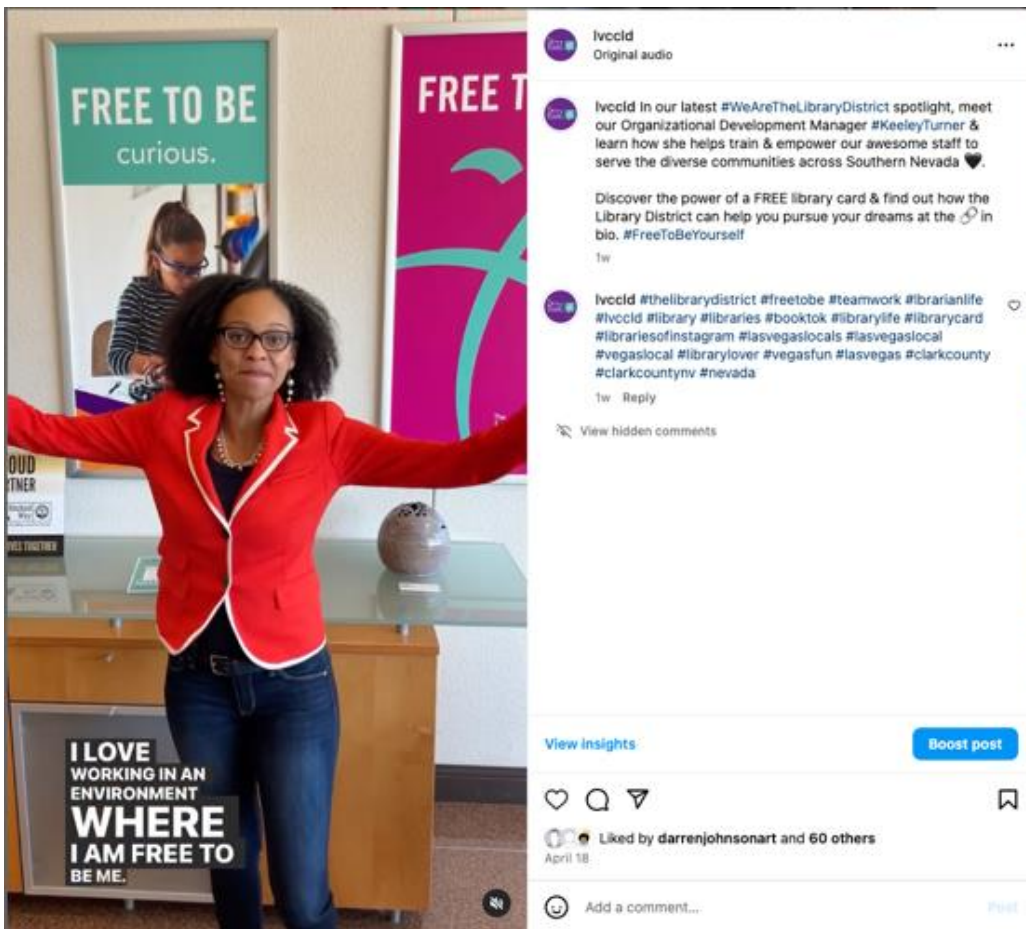 FREE TO BE
curious.
FREE T
OUD
TNER
VES TOGETHER
I LOVE
WORKING IN AN
ENVIRONMENT
WHERE
I AM FREE TO
BE ME.
lvccld
Original audio
lvccld In our latest #WeAreTheLibraryDistrict spotlight, meet
our Organizational Development Manager #KeeleyTurner &
learn how she helps train & empower our awesome staff to
serve the diverse communities across Southern Nevada 🖤.
Discover the power of a FREE library card & find out how the
Library District can help you pursue your dreams at the 🔗 in
bio. #FreeToBeYourself
1w
lvccld #thelibrarydistrict #freetobe #teamwork #lbrarianlife
#lvccld #library #libraries #booktok #librarylife #librarycard
#librariesofinstagram #lasvegaslocals #lasvegaslocal
#vegaslocal #librarylover #vegasfun #lasvegas #clarkcounty
#clarkcountynv #nevada
1w Reply
View hidden comments
View insights
Boost post
Liked by darrenjohnsonart and 60 others
April 18
Add a comment...
Post